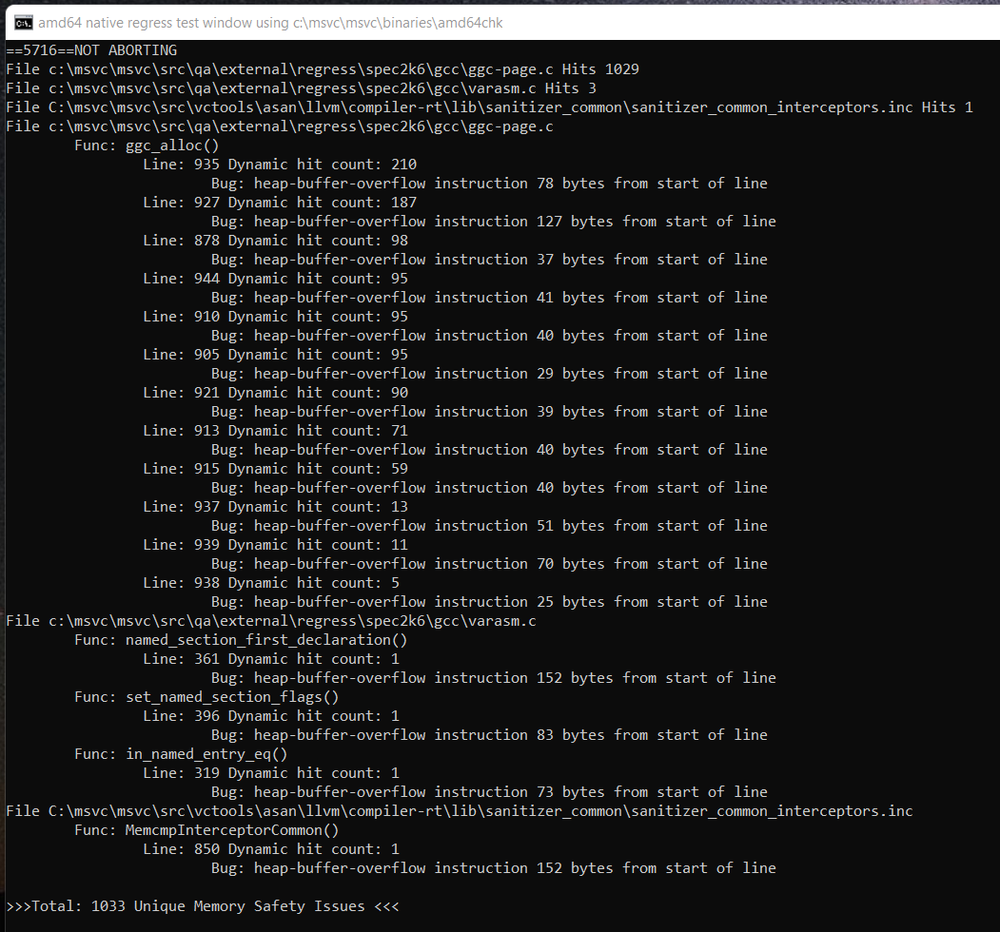 amd64 native regress test window using c:\msvc\msvc\binaries\amd64chk
==5716==NOT ABORTING
File c:\msvc\msvc\src\qa\external\regress\spec2k6\gcc\ggc-page.c Hits 1029
File c:\msvc\msvc\src\qa\external\regress\spec2k6\gcc\varasm.c Hits 3
File C:\msvc\msvc\src\vctools\asan\llvm\compiler-rt\lib\sanitizer_common\sanitizer_common_interceptors.inc Hits 1
File c:\msvc\msvc\src\qa\external\regress\spec2k6\gcc\ggc-page.c
Func: ggc_alloc()
Line: 935 Dynamic hit count: 210
Bug: heap-buffer-overflow instruction 78 bytes from start of line
Line: 927 Dynamic hit count: 187
Bug: heap-buffer-overflow instruction 127 bytes from start of line
Line: 878 Dynamic hit count: 98
Bug: heap-buffer-overflow instruction 37 bytes from start of line
Line: 944 Dynamic hit count: 95
Bug: heap-buffer-overflow instruction 41 bytes from start of line
Line: 910 Dynamic hit count: 95
Bug: heap-buffer-overflow instruction 40 bytes from start of line
Line: 905 Dynamic hit count: 95
Bug: heap-buffer-overflow instruction 29 bytes from start of line
Line: 921 Dynamic hit count: 90
Bug: heap-buffer-overflow instruction 39 bytes from start of line
Line: 913 Dynamic hit count: 71
Bug: heap-buffer-overflow instruction 40 bytes from start of line
Line: 915 Dynamic hit count: 59
Bug: heap-buffer-overflow instruction 40 bytes from start of line
Line: 937 Dynamic hit count: 13
Bug: heap-buffer-overflow instruction 51 bytes from start of line
Line: 939 Dynamic hit count: 11
Bug: heap-buffer-overflow instruction 70 bytes from start of line
Line: 938 Dynamic hit count: 5
Bug: heap-buffer-overflow instruction 25 bytes from start of line
File c:\msvc\msvc\src\qa\external\regress\spec2k6\gcc\varasm.c
Func: named_section_first_declaration()
Line: 361 Dynamic hit count: 1
Bug: heap-buffer-overflow instruction 152 bytes from start of line
Func: set_named_section_flags()
Line: 396 Dynamic hit count: 1
Bug: heap-buffer-overflow instruction 83 bytes from start of line
Func: in_named_entry_eq()
Line: 319 Dynamic hit count: 1
Bug: heap-buffer-overflow instruction 73 bytes from start of line
File C:\msvc\msvc\src\vctools\asan\llvm\compiler-rt\lib\sanitizer_common\sanitizer_common_interceptors.inc
Func: MemcmpInterceptorCommon()
Line: 850 Dynamic hit count: 1
Bug: heap-buffer-overflow instruction 152 bytes from start of line
>>>Total: 1033 Unique Memory Safety Issues <<<